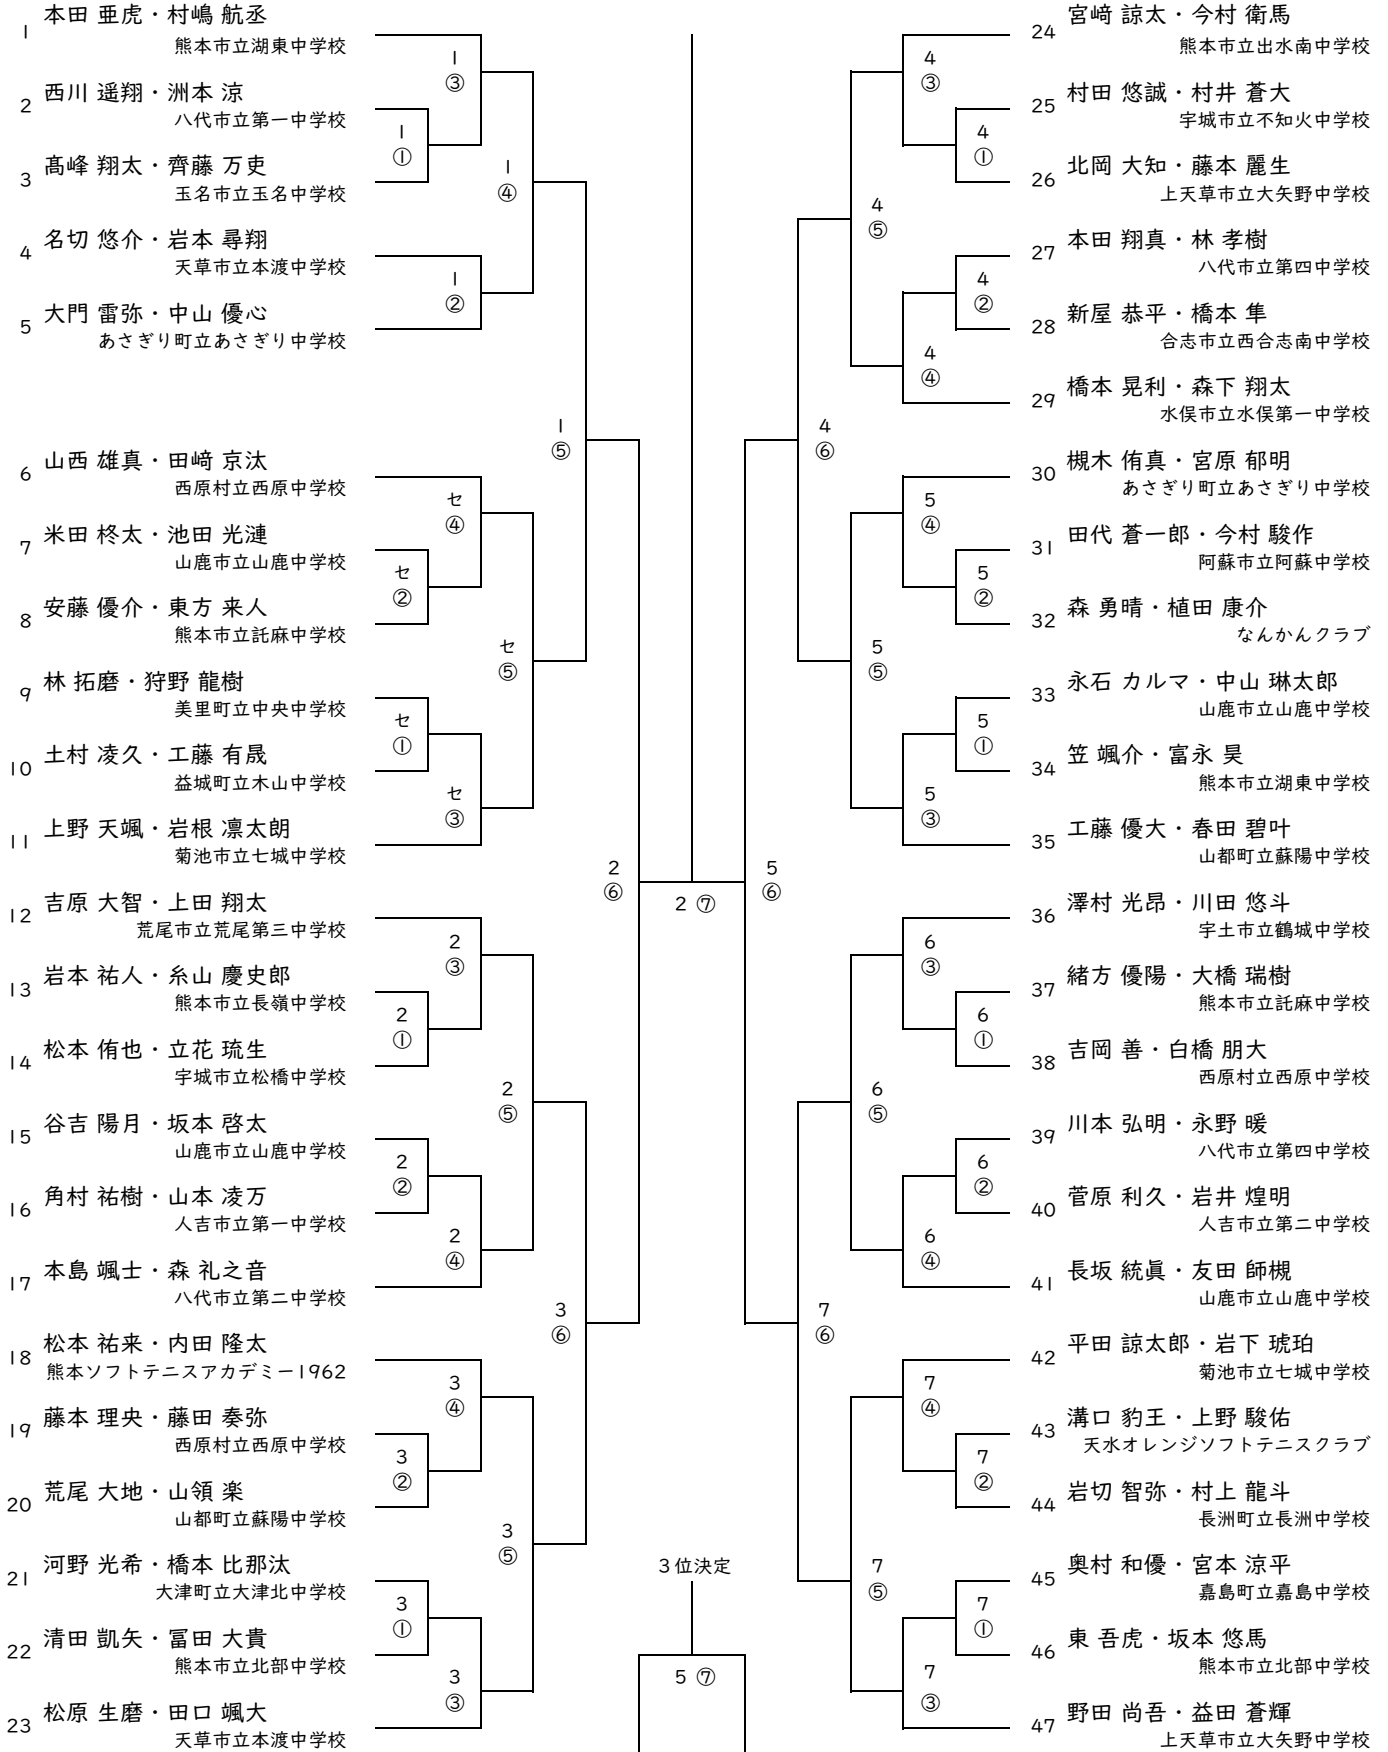 1 本田 亜虎・村嶋 航丞
熊本市立湖東中学校
2 西川 遥翔・洲本 涼
八代市立第一中学校
3 髙峰 翔太・齊藤 万吏
玉名市立玉名中学校
4 名切 悠介・岩本 尋翔
天草市立本渡中学校
5 大門 雷弥・中山 優心
あさぎり町立あさぎり中学校
6 山西 雄真・田﨑 京汰
西原村立西原中学校
7 米田 柊太・池田 光漣
山鹿市立山鹿中学校
8 安藤 優介・東方 来人
熊本市立託麻中学校
9 林 拓磨・狩野 龍樹
美里町立中央中学校
10 土村 凌久・工藤 有晟
益城町立木山中学校
11 上野 天颯・岩根 凛太朗
菊池市立七城中学校
12 吉原 大智・上田 翔太
荒尾市立荒尾第三中学校
13 岩本 祐人・糸山 慶史郎
熊本市立長嶺中学校
14 松本 侑也・立花 琉生
宇城市立松橋中学校
15 谷吉 陽月・坂本 啓太
山鹿市立山鹿中学校
16 角村 祐樹・山本 凌万
人吉市立第一中学校
17 本島 颯士・森 礼之音
八代市立第二中学校
18 松本 祐来・内田 隆太
熊本ソフトテニスアカデミー1962
19 藤本 理央・藤田 奏弥
西原村立西原中学校
20 荒尾 大地・山領 楽
山都町立蘇陽中学校
21 河野 光希・橋本 比那汰
大津町立大津北中学校
22 清田 凱矢・冨田 大貴
熊本市立北部中学校
23 松原 生磨・田口 颯大
天草市立本渡中学校
1
③
1
①
1
④
1
②
1
⑤
セ
④
セ
②
セ
⑤
セ
①
セ
③
2
⑥
2
③
2
①
2
⑤
2
②
2
④
3
⑥
3
④
3
②
3
⑤
3
①
3
③
2 ⑦
3位決定
5 ⑦
4
③
4
①
4
⑤
4
②
4
④
4
⑥
5
④
5
②
5
⑤
5
①
5
③
5
⑥
6
③
6
①
6
⑤
6
②
6
④
7
⑥
7
④
7
②
7
⑤
7
①
7
③
24 宮﨑 諒太・今村 衛馬
熊本市立出水南中学校
25 村田 悠誠・村井 蒼大
宇城市立不知火中学校
26 北岡 大知・藤本 麗生
上天草市立大矢野中学校
27 本田 翔真・林 孝樹
八代市立第四中学校
28 新屋 恭平・橋本 隼
合志市立西合志南中学校
29 橋本 晃利・森下 翔太
水俣市立水俣第一中学校
30 槻木 侑真・宮原 郁明
あさぎり町立あさぎり中学校
31 田代 蒼一郎・今村 駿作
阿蘇市立阿蘇中学校
32 森 勇晴・植田 康介
なんかんクラブ
33 永石 カルマ・中山 琳太郎
山鹿市立山鹿中学校
34 笠 颯介・富永 昊
熊本市立湖東中学校
35 工藤 優大・春田 碧叶
山都町立蘇陽中学校
36 澤村 光昂・川田 悠斗
宇土市立鶴城中学校
37 緒方 優陽・大橋 瑞樹
熊本市立託麻中学校
38 吉岡 善・白橋 朋大
西原村立西原中学校
39 川本 弘明・永野 暖
八代市立第四中学校
40 菅原 利久・岩井 煌明
人吉市立第二中学校
41 長坂 統眞・友田 師槻
山鹿市立山鹿中学校
42 平田 諒太郎・岩下 琥珀
菊池市立七城中学校
43 溝口 豹王・上野 駿佑
天水オレンジソフトテニスクラブ
44 岩切 智弥・村上 龍斗
長洲町立長洲中学校
45 奥村 和優・宮本 涼平
嘉島町立嘉島中学校
46 東 吾虎・坂本 悠馬
熊本市立北部中学校
47 野田 尚吾・益田 蒼輝
上天草市立大矢野中学校